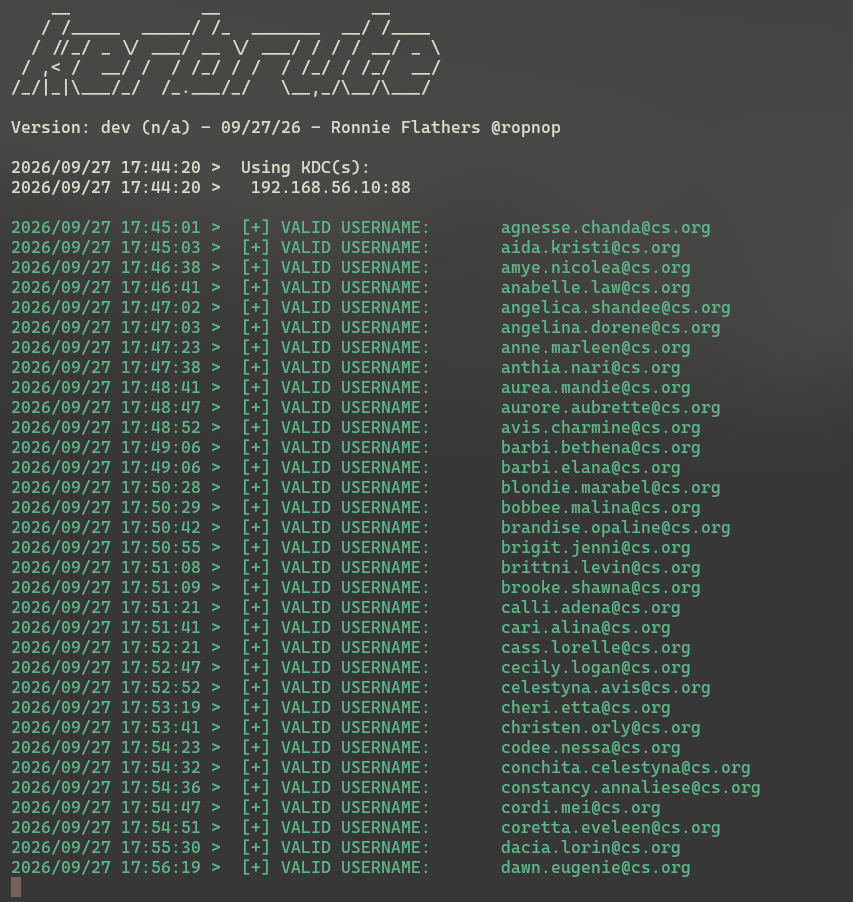 __             __               __
   / /_____  _____/ /_  _______  __/ /____
  / //_/ _ \/ ___/ __ \/ ___/ / / / __/ _ \
 / ,< /  __/ /  / /_/ / /  / /_/ / /_/  __/
/_/|_|\___/_/  /_.___/_/   \__,_/\__/\___/
Version: dev (n/a) - 09/27/26 - Ronnie Flathers @ropnop
2026/09/27 17:44:20 >  Using KDC(s):
2026/09/27 17:44:20 >   192.168.56.10:88
2026/09/27 17:45:01 >  [+] VALID USERNAME:       agnesse.chanda@cs.org
2026/09/27 17:45:03 >  [+] VALID USERNAME:       aida.kristi@cs.org
2026/09/27 17:46:38 >  [+] VALID USERNAME:       amye.nicolea@cs.org
2026/09/27 17:46:41 >  [+] VALID USERNAME:       anabelle.law@cs.org
2026/09/27 17:47:02 >  [+] VALID USERNAME:       angelica.shandee@cs.org
2026/09/27 17:47:03 >  [+] VALID USERNAME:       angelina.dorene@cs.org
2026/09/27 17:47:23 >  [+] VALID USERNAME:       anne.marleen@cs.org
2026/09/27 17:47:38 >  [+] VALID USERNAME:       anthia.nari@cs.org
2026/09/27 17:48:41 >  [+] VALID USERNAME:       aurea.mandie@cs.org
2026/09/27 17:48:47 >  [+] VALID USERNAME:       aurore.aubrette@cs.org
2026/09/27 17:48:52 >  [+] VALID USERNAME:       avis.charmine@cs.org
2026/09/27 17:49:06 >  [+] VALID USERNAME:       barbi.bethena@cs.org
2026/09/27 17:49:06 >  [+] VALID USERNAME:       barbi.elana@cs.org
2026/09/27 17:50:28 >  [+] VALID USERNAME:       blondie.marabel@cs.org
2026/09/27 17:50:29 >  [+] VALID USERNAME:       bobbee.malina@cs.org
2026/09/27 17:50:42 >  [+] VALID USERNAME:       brandise.opaline@cs.org
2026/09/27 17:50:55 >  [+] VALID USERNAME:       brigit.jenni@cs.org
2026/09/27 17:51:08 >  [+] VALID USERNAME:       brittni.levin@cs.org
2026/09/27 17:51:09 >  [+] VALID USERNAME:       brooke.shawna@cs.org
2026/09/27 17:51:21 >  [+] VALID USERNAME:       calli.adena@cs.org
2026/09/27 17:51:41 >  [+] VALID USERNAME:       cari.alina@cs.org
2026/09/27 17:52:21 >  [+] VALID USERNAME:       cass.lorelle@cs.org
2026/09/27 17:52:47 >  [+] VALID USERNAME:       cecily.logan@cs.org
2026/09/27 17:52:52 >  [+] VALID USERNAME:       celestyna.avis@cs.org
2026/09/27 17:53:19 >  [+] VALID USERNAME:       cheri.etta@cs.org
2026/09/27 17:53:41 >  [+] VALID USERNAME:       christen.orly@cs.org
2026/09/27 17:54:23 >  [+] VALID USERNAME:       codee.nessa@cs.org
2026/09/27 17:54:32 >  [+] VALID USERNAME:       conchita.celestyna@cs.org
2026/09/27 17:54:36 >  [+] VALID USERNAME:       constancy.annaliese@cs.org
2026/09/27 17:54:47 >  [+] VALID USERNAME:       cordi.mei@cs.org
2026/09/27 17:54:51 >  [+] VALID USERNAME:       coretta.eveleen@cs.org
2026/09/27 17:55:30 >  [+] VALID USERNAME:       dacia.lorin@cs.org
2026/09/27 17:56:19 >  [+] VALID USERNAME:       dawn.eugenie@cs.org